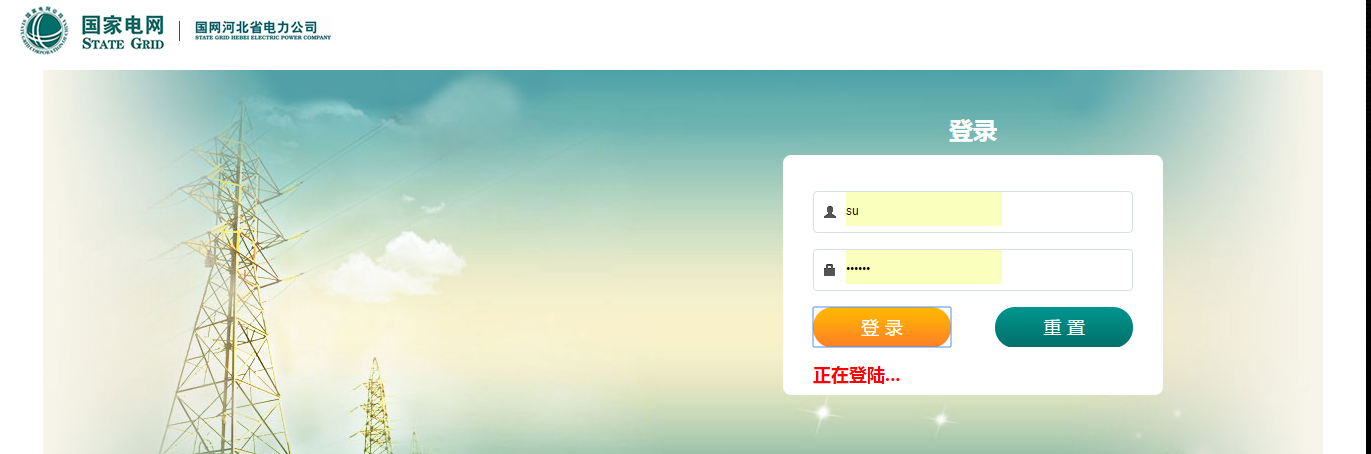 国家电网
STATE GRID
国网河北省电力公司
STATE GRID HEBEI ELECTRIC POWER COMPANY
登录
su
••••••
登 录
重 置
正在登陆...